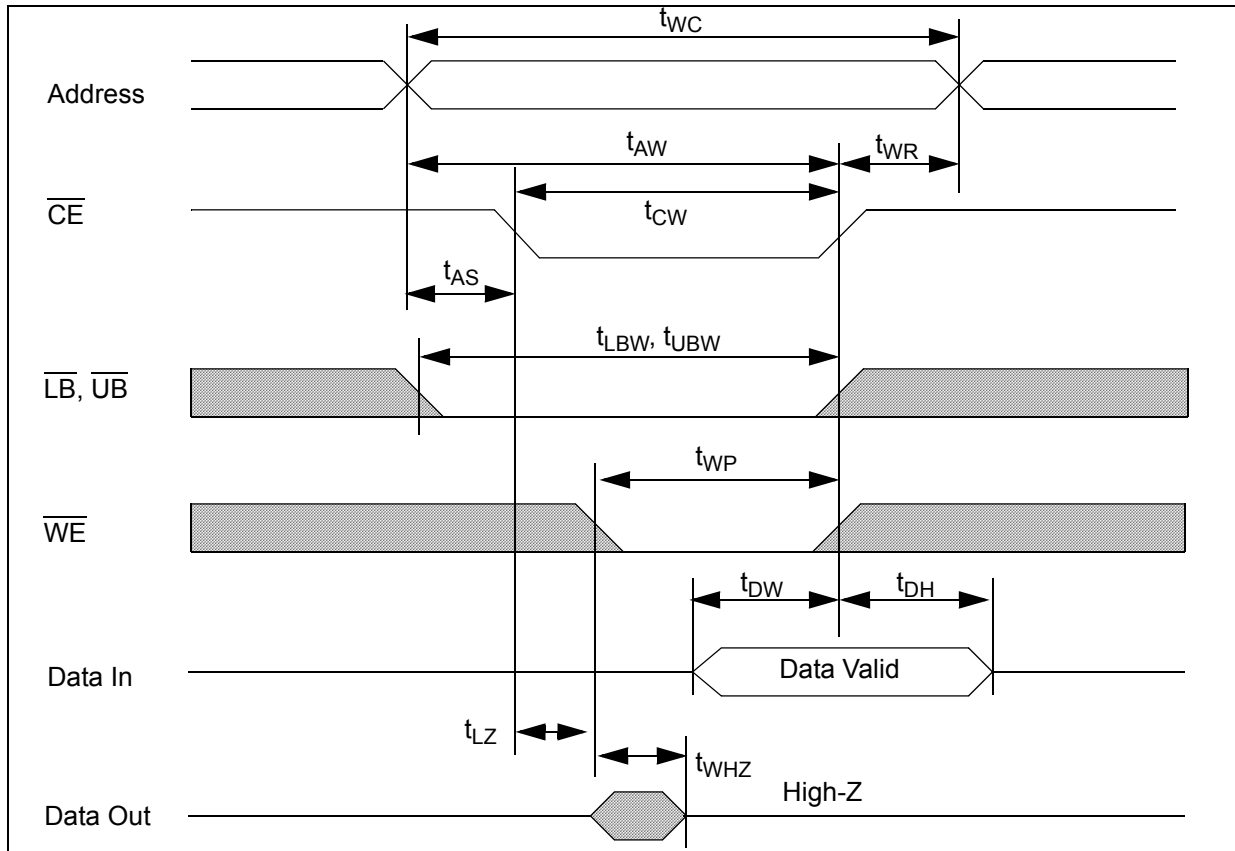 tWC
Address
tAW
tWR
CE
tCW
tAS
tLBW, tUBW
LB, UB
tWP
WE
tDW
tDH
Data In
Data Valid
tLZ
tWHZ
High-Z
Data Out